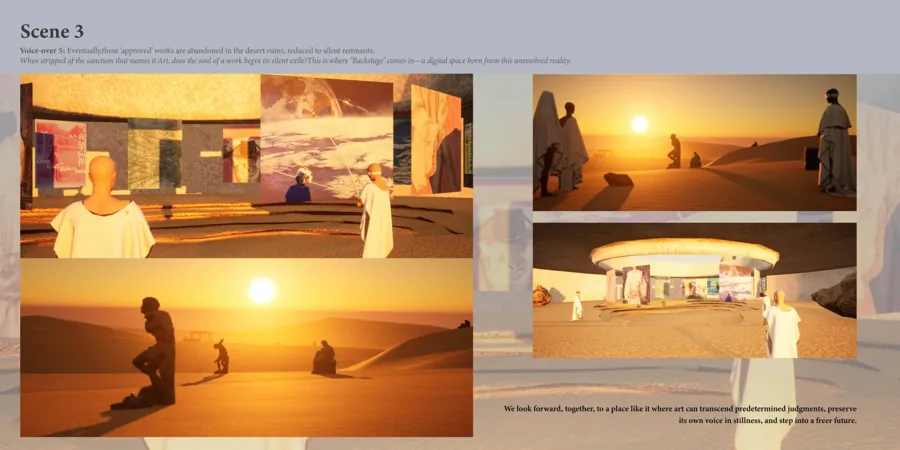 Scene 3
Voice-over 5: Eventually,these 'approved' works are abandoned in the desert ruins, reduced to silent remnants.
When stripped of the sanctum that names it Art, does the soul of a work begin its silent exile?This is where "Backstage" comes in—a digital space born from this unresolved reality.
We look forward, together, to a place like it where art can transcend predetermined judgments, preserve
its own voice in stillness, and step into a freer future.